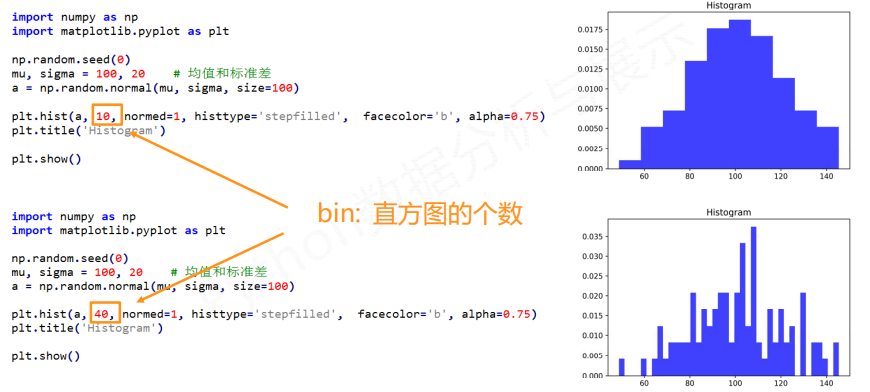 import numpy as np
import matplotlib.pyplot as plt
np.random.seed(0)
mu, sigma = 100, 20 # 均值和标准差
a = np.random.normal(mu, sigma, size=100)
plt.hist(a, 10, normed=1, histtype='stepfilled', facecolor='b', alpha=0.75)
plt.title('Histogram')
plt.show()
Histogram
0.0175
0.0150
0.0125
0.0100
0.0075
0.0050
0.0025
0.0000
60 80 100 120 140
bin: 直方图的个数
import numpy as np
import matplotlib.pyplot as plt
np.random.seed(0)
mu, sigma = 100, 20 # 均值和标准差
a = np.random.normal(mu, sigma, size=100)
plt.hist(a, 40, normed=1, histtype='stepfilled', facecolor='b', alpha=0.75)
plt.title('Histogram')
plt.show()
Histogram
0.035
0.030
0.025
0.020
0.015
0.010
0.005
0.000
60 80 100 120 140
Python数据分析与展示